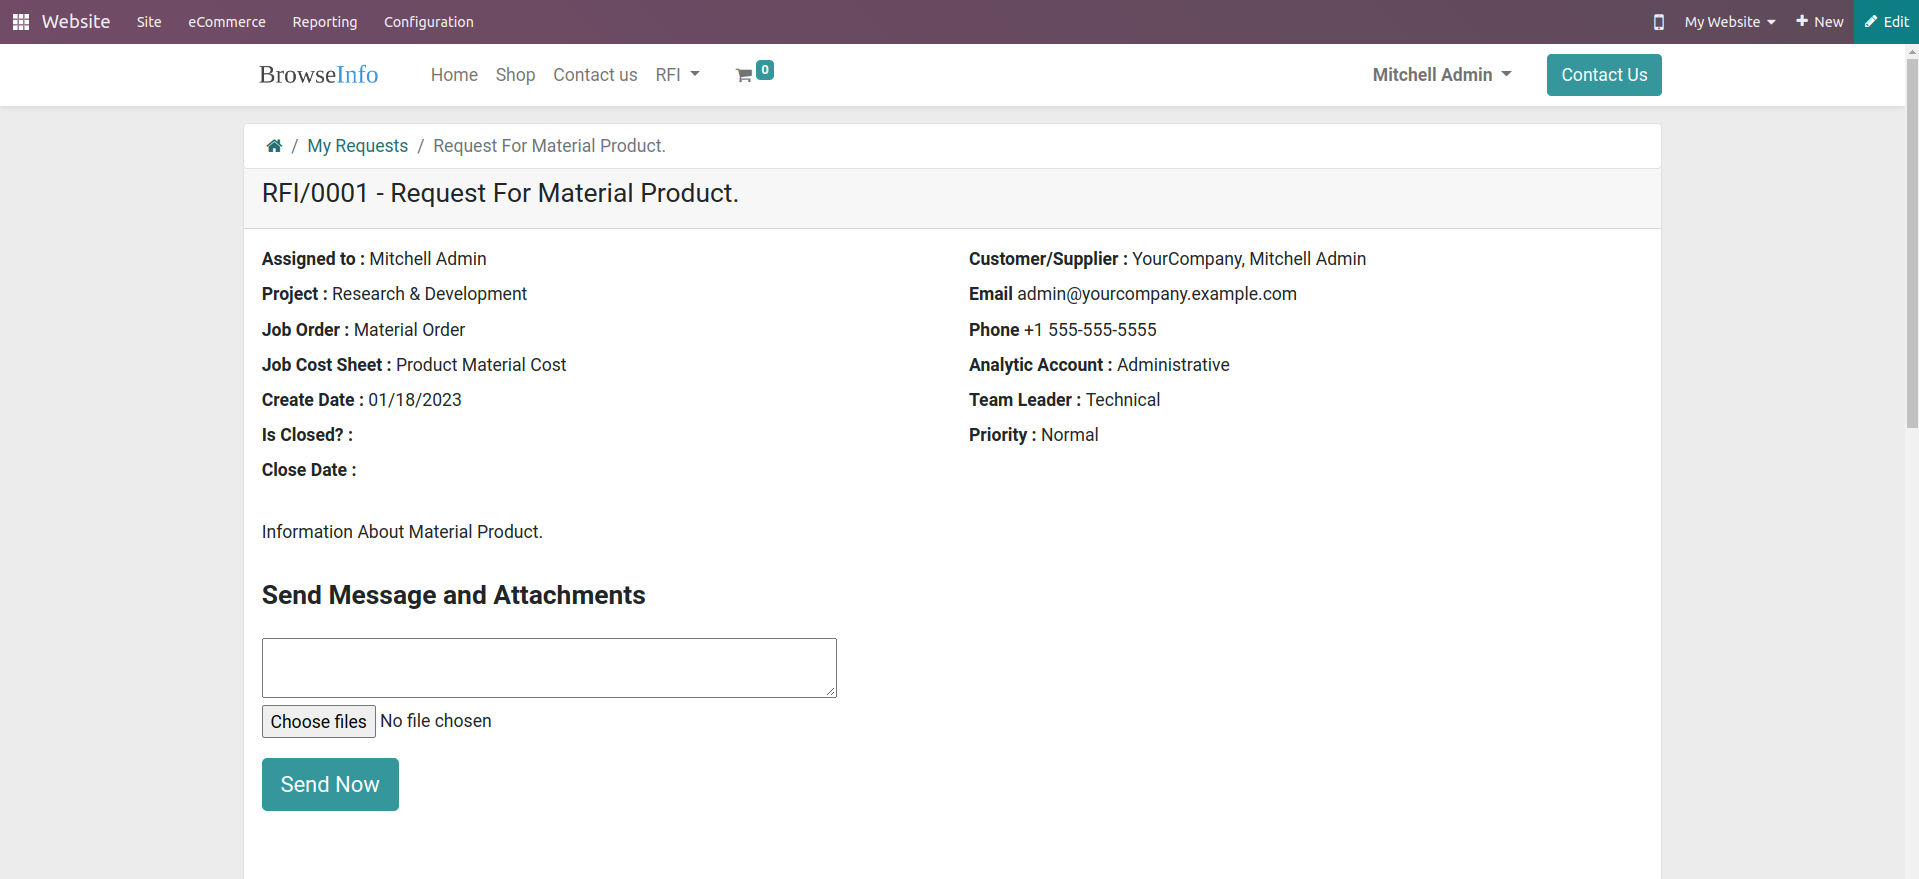 Website Site eCommerce Reporting Configuration My Website New Edit
BrowseInfo Home Shop Contact us RFI 0 Mitchell Admin Contact Us
/ My Requests / Request For Material Product.
RFI/0001 - Request For Material Product.
Assigned to : Mitchell Admin Customer/Supplier : YourCompany, Mitchell Admin
Project : Research & Development Email admin@yourcompany.example.com
Job Order : Material Order Phone +1 555-555-5555
Job Cost Sheet : Product Material Cost Analytic Account : Administrative
Create Date : 01/18/2023 Team Leader : Technical
Is Closed? : Priority : Normal
Close Date :
Information About Material Product.
Send Message and Attachments
Choose files No file chosen
Send Now